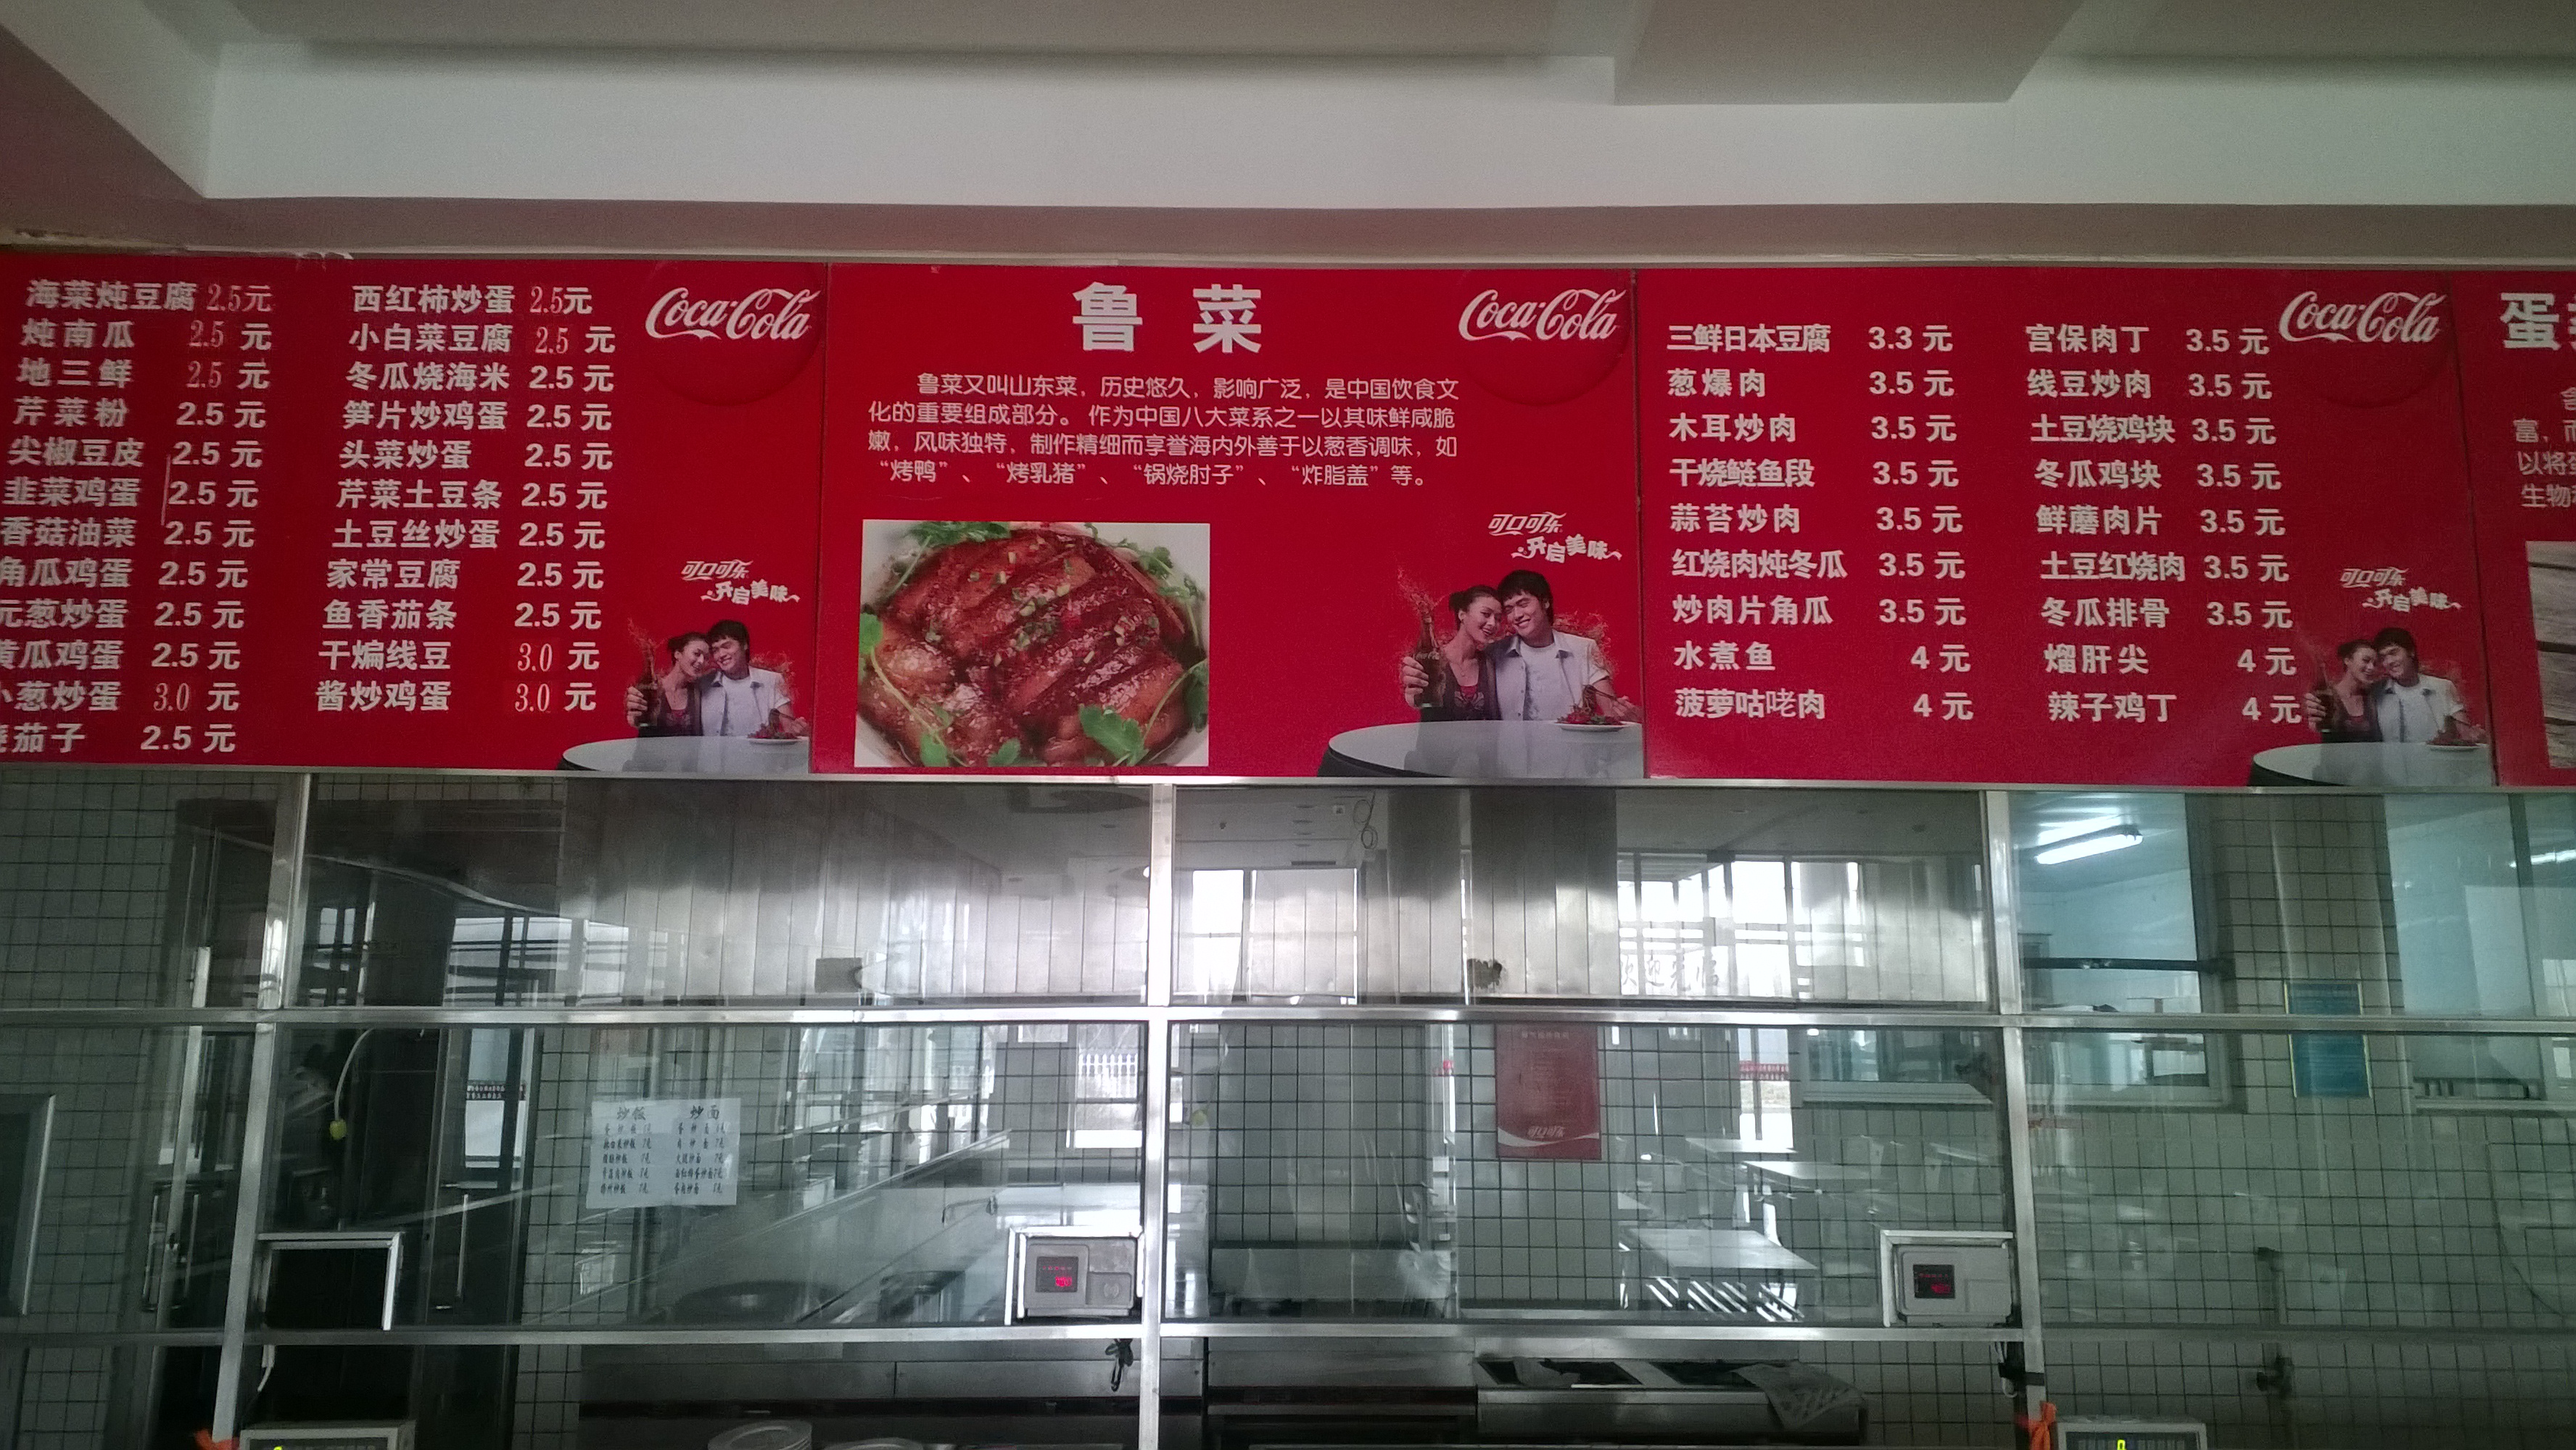 海菜炖豆腐 2.5元
炖南瓜 2.5 元
地三鲜 2.5 元
芹菜粉 2.5 元
尖椒豆皮 2.5 元
韭菜鸡蛋 2.5 元
香菇油菜 2.5 元
角瓜鸡蛋 2.5 元
元葱炒蛋 2.5 元
黄瓜鸡蛋 2.5 元
小葱炒蛋 3.0 元
茄子 2.5 元
西红柿炒蛋 2.5元
小白菜豆腐 2.5 元
冬瓜烧海米 2.5 元
笋片炒鸡蛋 2.5 元
头菜炒蛋 2.5 元
芹菜土豆条 2.5 元
土豆丝炒蛋 2.5 元
家常豆腐 2.5 元
鱼香茄条 2.5 元
干煸线豆 3.0 元
酱炒鸡蛋 3.0 元
Coca-Cola
可口可乐
开启美味
鲁菜
Coca-Cola
鲁菜又叫山东菜，历史悠久，影响广泛，是中国饮食文
化的重要组成部分。作为中国八大菜系之一以其味鲜咸脆
嫩，风味独特，制作精细而享誉海内外善于以葱香调味，如
“烤鸭”、“烤乳猪”、“锅烧肘子”、“炸脂盖”等。
可口可乐
开启美味
三鲜日本豆腐 3.3 元
葱爆肉 3.5 元
木耳炒肉 3.5 元
干烧鲢鱼段 3.5 元
蒜苔炒肉 3.5 元
红烧肉炖冬瓜 3.5 元
炒肉片角瓜 3.5 元
水煮鱼 4 元
菠萝咕咾肉 4 元
宫保肉丁 3.5 元
线豆炒肉 3.5 元
土豆烧鸡块 3.5 元
冬瓜鸡块 3.5 元
鲜蘑肉片 3.5 元
土豆红烧肉 3.5 元
冬瓜排骨 3.5 元
熘肝尖 4 元
辣子鸡丁 4 元
Coca-Cola
可口可乐
开启美味
蛋
富，
以将
生物
炒饭 炒面
可口可乐